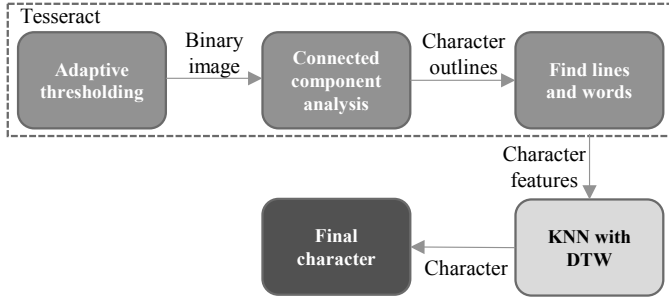 Tesseract
Adaptive
thresholding
Binary
image
Connected
component
analysis
Character
outlines
Find lines
and words
Character
features
KNN with
DTW
Character
Final
character